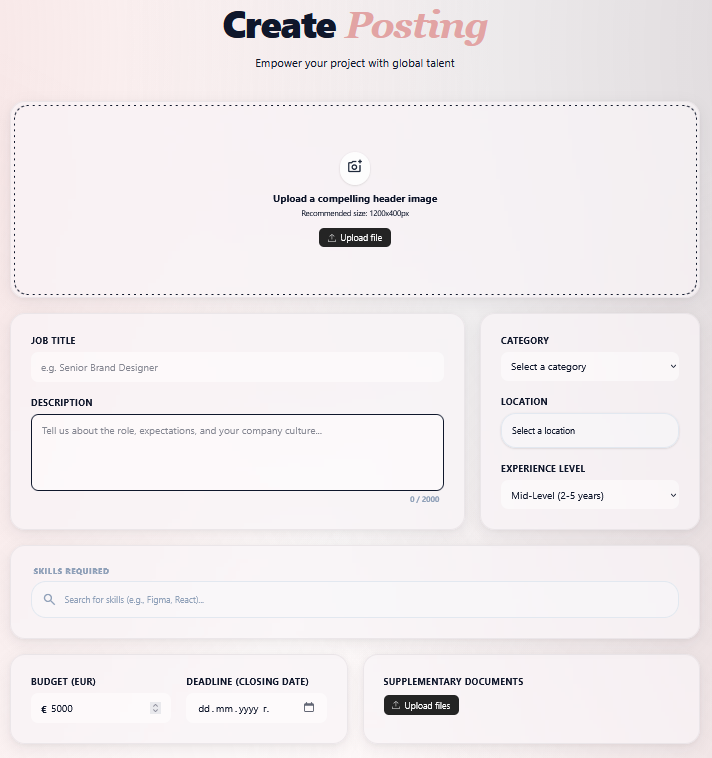 Create Posting
Empower your project with global talent
Upload a compelling header image
Recommended size: 1200x400px
Upload file
JOB TITLE
e.g. Senior Brand Designer
DESCRIPTION
Tell us about the role, expectations, and your company culture...
0 / 2000
CATEGORY
Select a category
LOCATION
Select a location
EXPERIENCE LEVEL
Mid-Level (2-5 years)
SKILLS REQUIRED
Search for skills (e.g., Figma, React)...
BUDGET (EUR)
€ 5000
DEADLINE (CLOSING DATE)
dd.mm.yyyy r.
SUPPLEMENTARY DOCUMENTS
Upload files